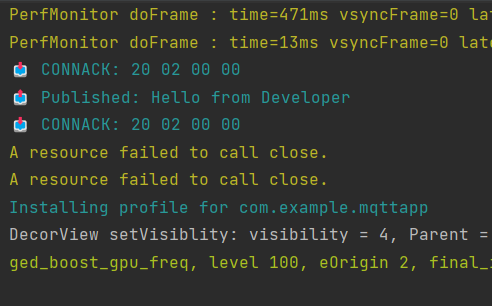 PerfMonitor doFrame : time=471ms vsyncFrame=0 lat
PerfMonitor doFrame : time=13ms vsyncFrame=0 late
📥 CONNACK: 20 02 00 00
📤 Published: Hello from Developer
📥 CONNACK: 20 02 00 00
A resource failed to call close.
A resource failed to call close.
Installing profile for com.example.mqttapp
DecorView setVisiblity: visibility = 4, Parent =
ged_boost_gpu_freq, level 100, eOrigin 2, final_